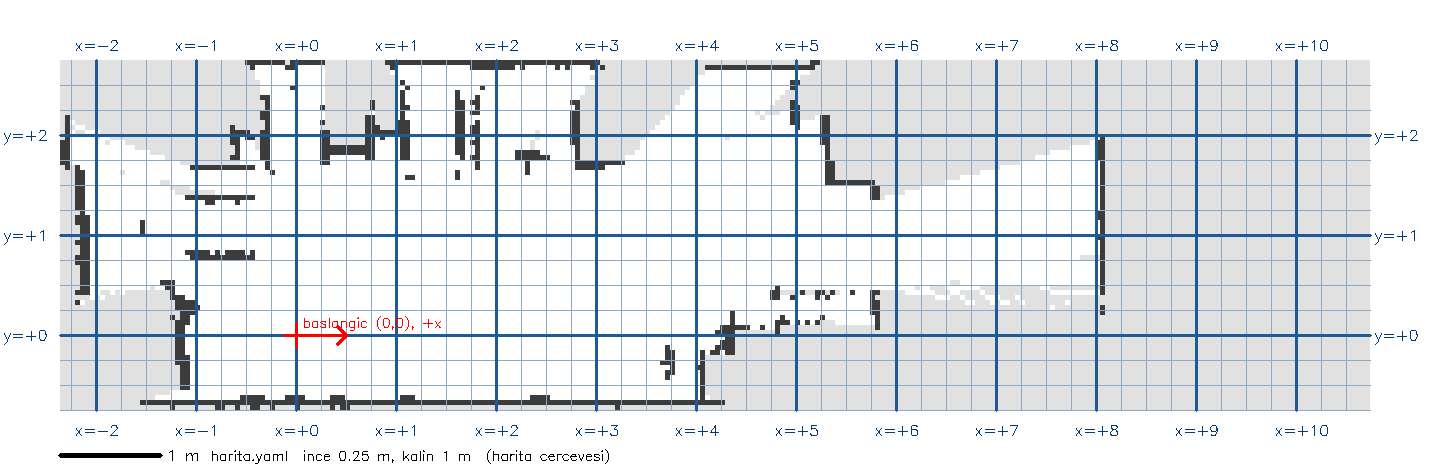 x=−2 x=−1 x=+0 x=+1 x=+2 x=+3 x=+4 x=+5 x=+6 x=+7 x=+8 x=+9 x=+10
y=+2 y=+2
y=+1 y=+1
baslangic (0,0), +x
y=+0 y=+0
x=−2 x=−1 x=+0 x=+1 x=+2 x=+3 x=+4 x=+5 x=+6 x=+7 x=+8 x=+9 x=+10
1 m harita.yaml ince 0.25 m, kalin 1 m (harita cercevesi)